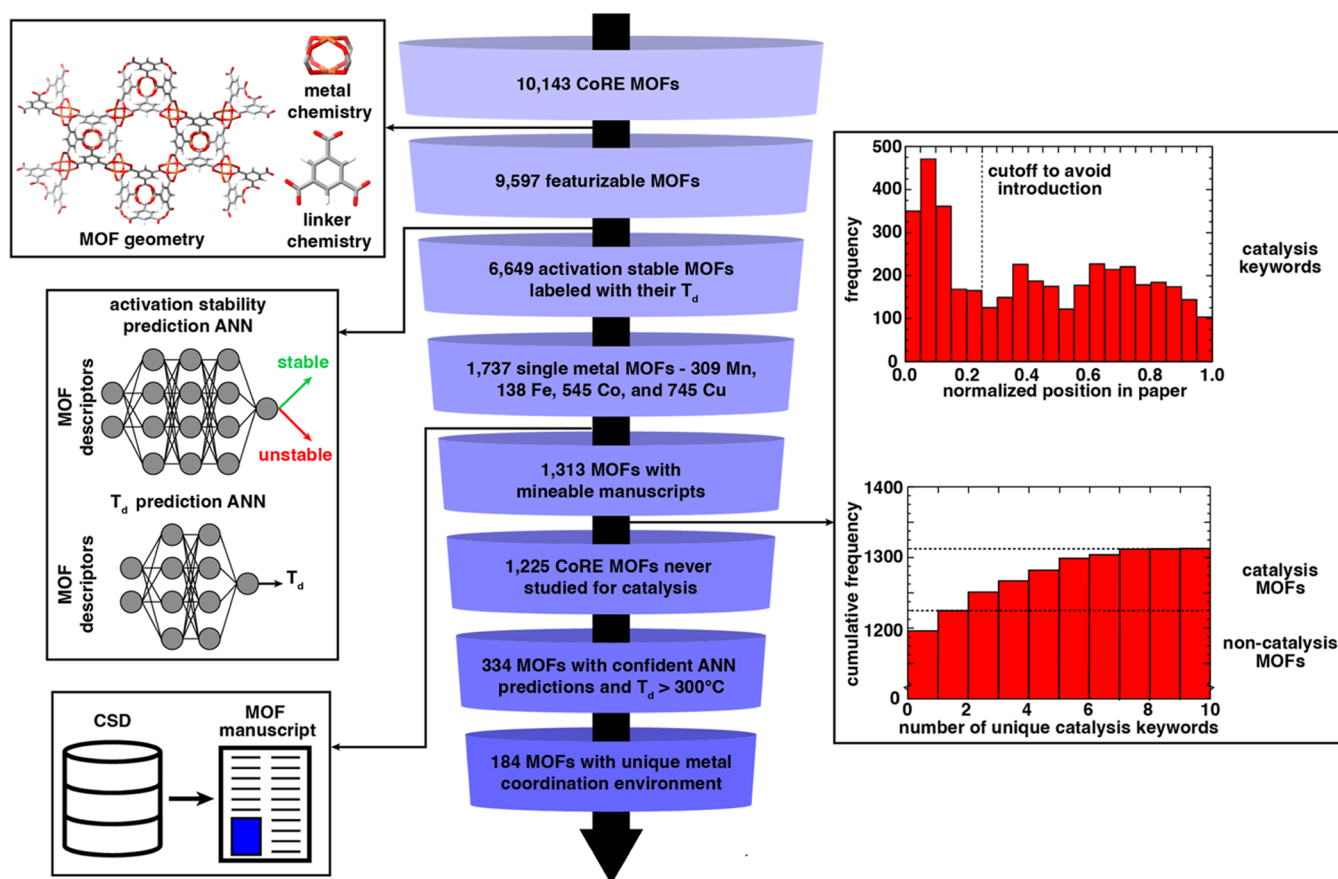 metal
chemistry
linker
chemistry
MOF geometry
10,143 CoRE MOFs
9,597 featurizable MOFs
6,649 activation stable MOFs
labeled with their T_d
1,737 single metal MOFs - 309 Mn,
138 Fe, 545 Co, and 745 Cu
1,313 MOFs with
mineable manuscripts
1,225 CoRE MOFs never
studied for catalysis
334 MOFs with confident ANN
predictions and T_d > 300°C
184 MOFs with unique metal
coordination environment
activation stability
prediction ANN
MOF
descriptors
stable
unstable
T_d prediction ANN
MOF
descriptors
T_d
CSD
MOF
manuscript
500
400
300
200
100
0
frequency
cutoff to avoid
introduction
0.0 0.2 0.4 0.6 0.8 1.0
normalized position in paper
catalysis
keywords
1400
1300
1200
0
cumulative frequency
0 2 4 6 8 10
number of unique catalysis keywords
catalysis
MOFs
non-catalysis
MOFs